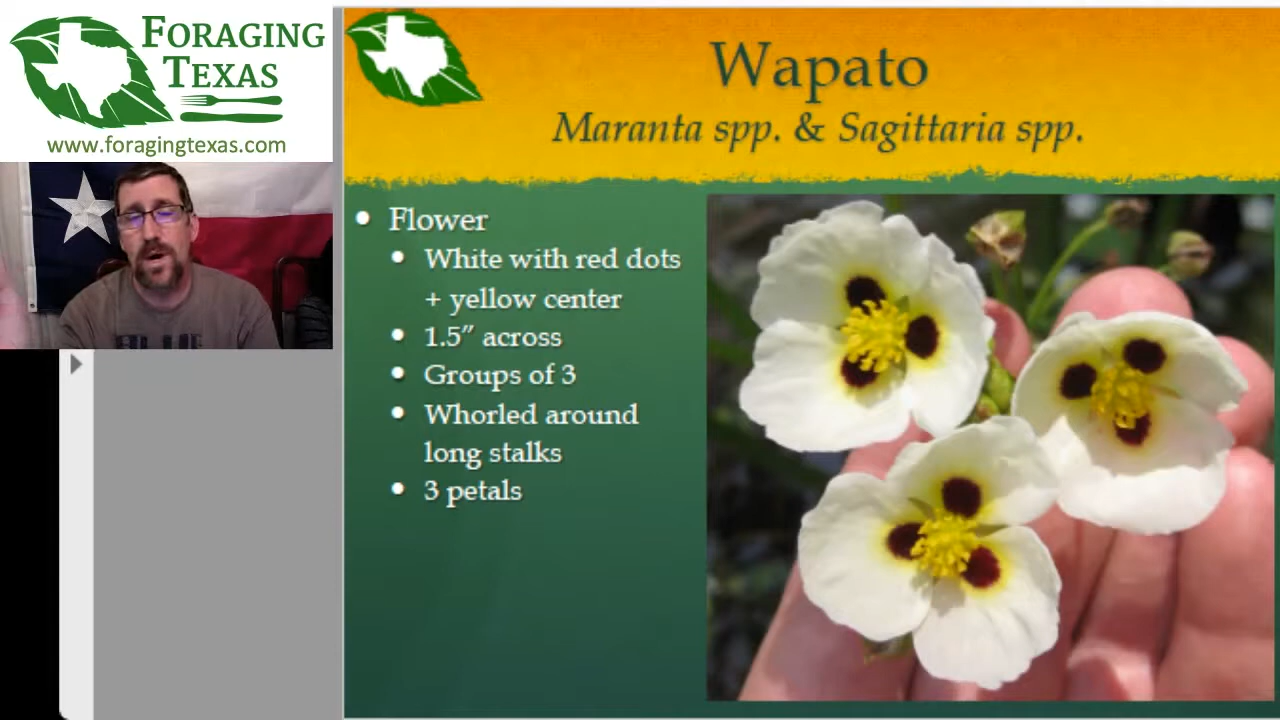 FORAGING
TEXAS
www.foragingtexas.com
Wapato
Maranta spp. & Sagittaria spp.
• Flower
• White with red dots
+ yellow center
• 1.5” across
• Groups of 3
• Whorled around
long stalks
• 3 petals